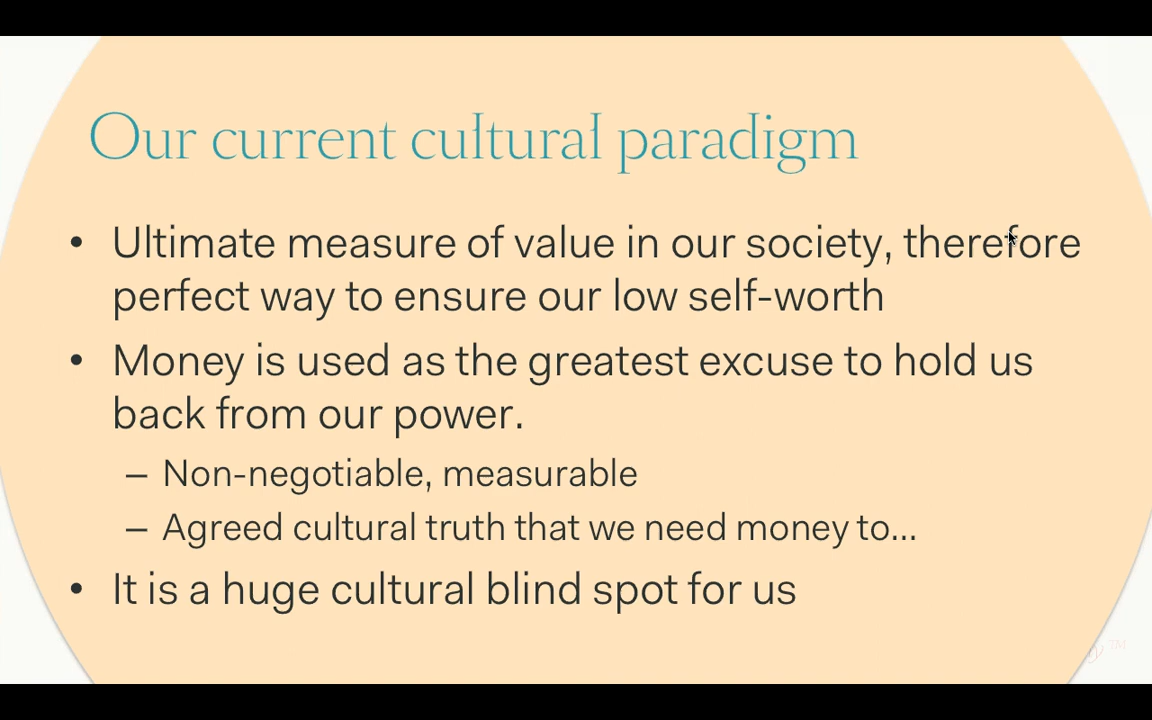 Our current cultural paradigm
• Ultimate measure of value in our society, therefore
perfect way to ensure our low self-worth
• Money is used as the greatest excuse to hold us
back from our power.
– Non-negotiable, measurable
– Agreed cultural truth that we need money to...
• It is a huge cultural blind spot for us
TM